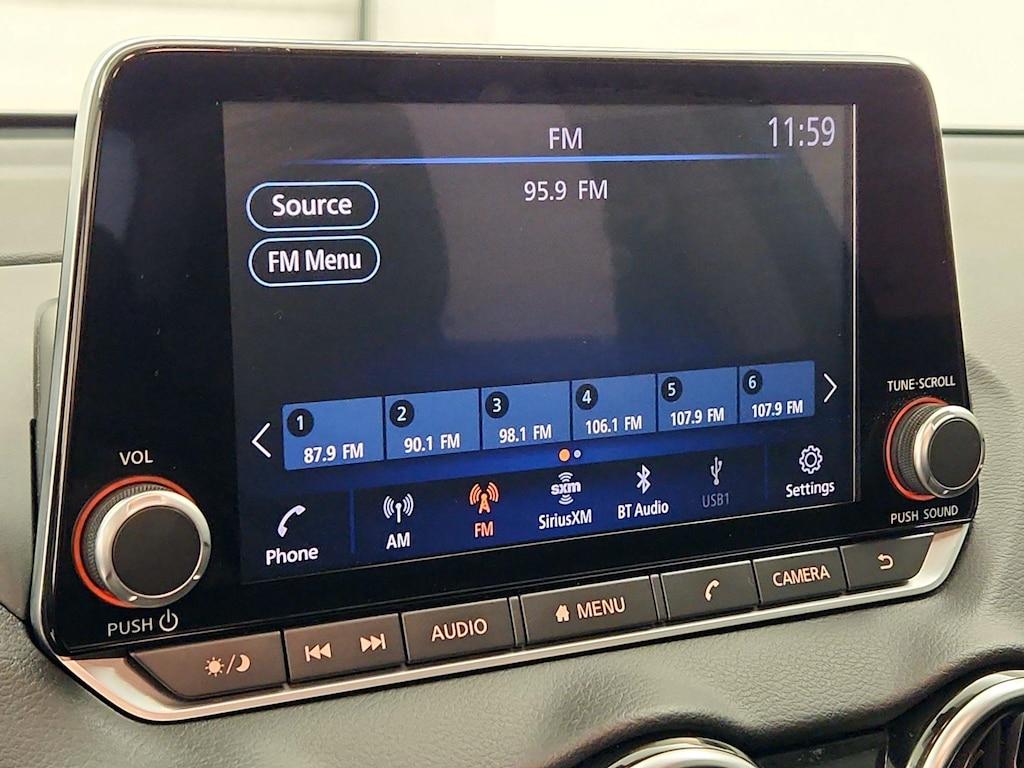 FM
11:59
95.9 FM
Source
FM Menu
1
2
3
4
5
6
87.9 FM
90.1 FM
98.1 FM
106.1 FM
107.9 FM
107.9 FM
Phone
AM
FM
sxm
SiriusXM
BT Audio
USB1
Settings
VOL
PUSH
TUNE·SCROLL
PUSH SOUND
AUDIO
MENU
CAMERA